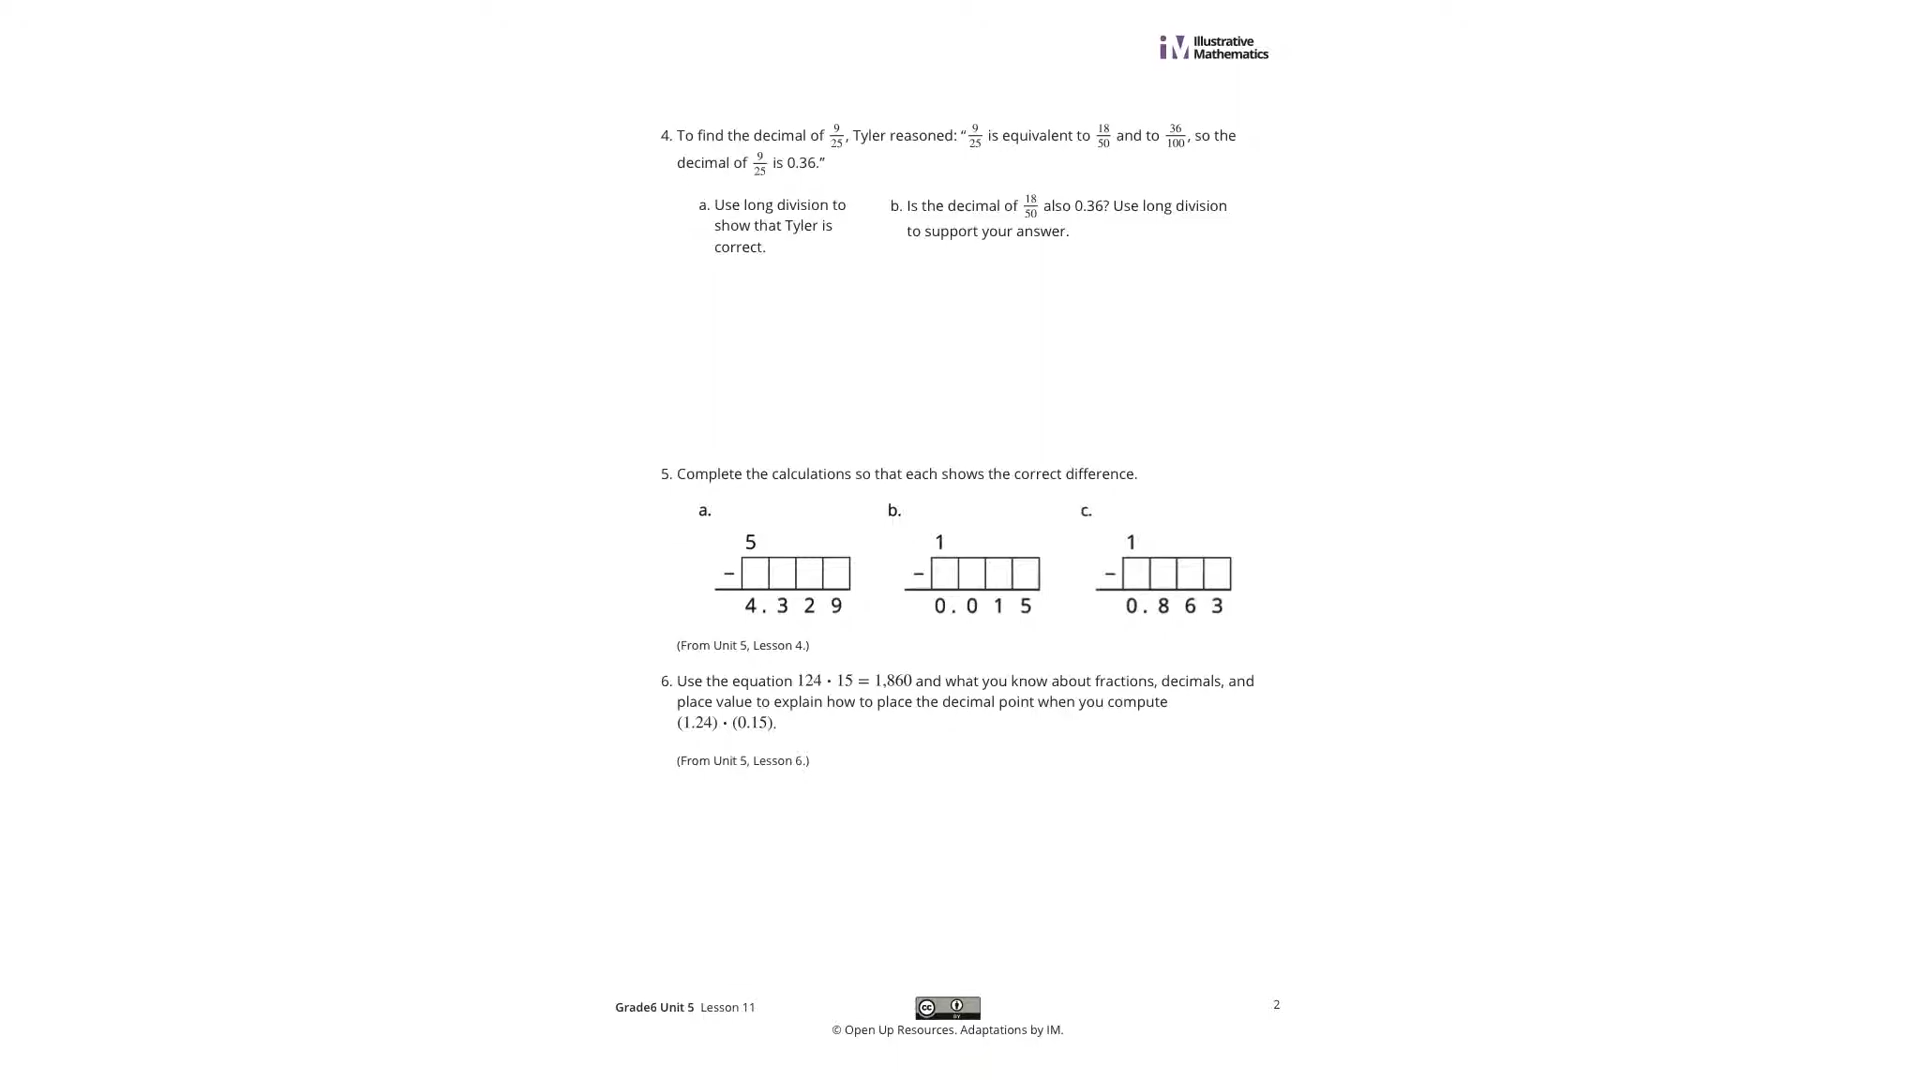 Illustrative
Mathematics
4. To find the decimal of 9/25, Tyler reasoned: “9/25 is equivalent to 18/50 and to 36/100, so the
decimal of 9/25 is 0.36.”
a. Use long division to
show that Tyler is
correct.
b. Is the decimal of 18/50 also 0.36? Use long division
to support your answer.
5. Complete the calculations so that each shows the correct difference.
a.
5
−
4.329
b.
1
−
0.015
c.
1
−
0.863
(From Unit 5, Lesson 4.)
6. Use the equation 124 · 15 = 1,860 and what you know about fractions, decimals, and
place value to explain how to place the decimal point when you compute
(1.24) · (0.15).
(From Unit 5, Lesson 6.)
Grade6 Unit 5 Lesson 11
cc
BY
2
© Open Up Resources. Adaptations by IM.